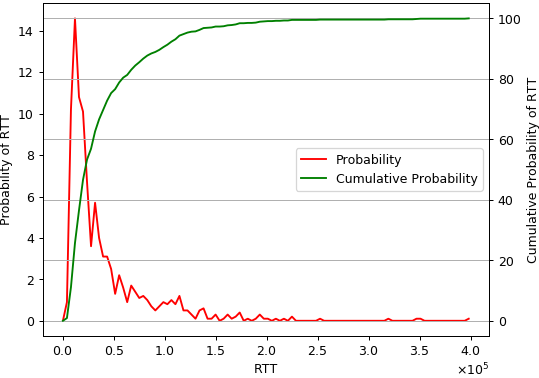 Probability of RTT
14
12
10
8
6
4
2
0
100
80
60
40
20
0
Cumulative Probability of RTT
Probability
Cumulative Probability
0.0 0.5 1.0 1.5 2.0 2.5 3.0 3.5 4.0
×10⁵
RTT